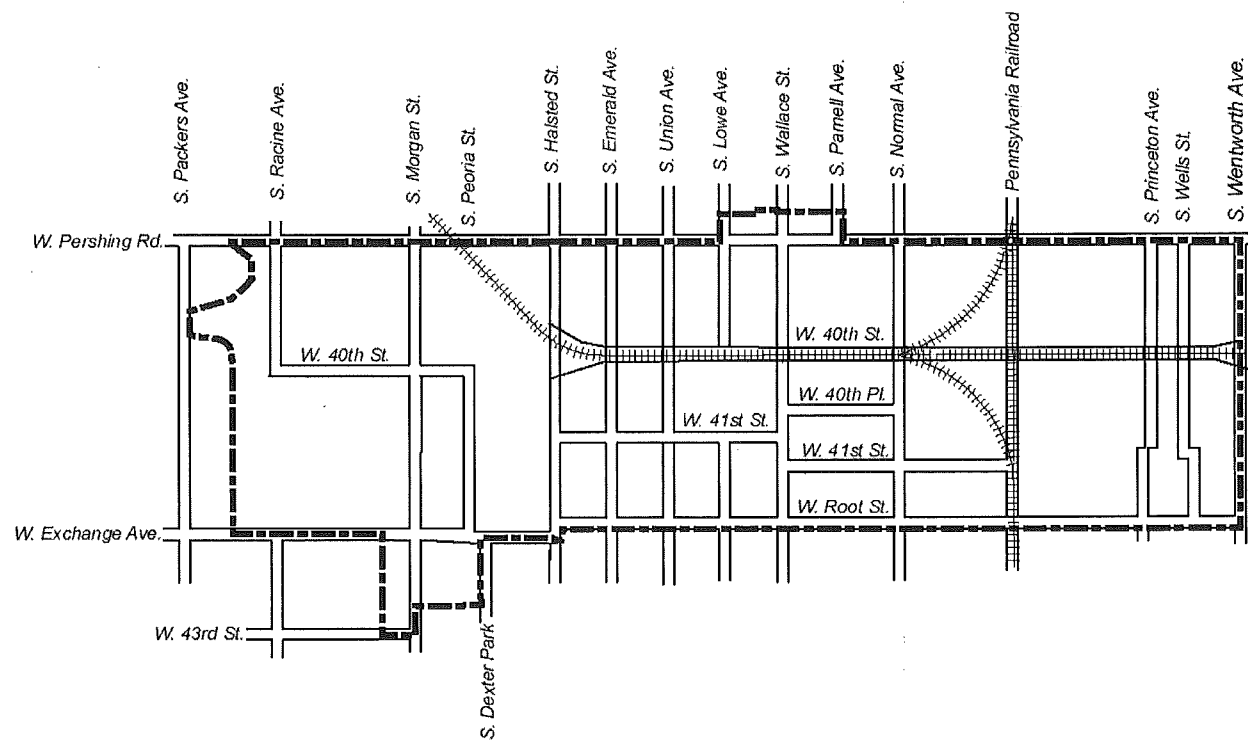 S. Packers Ave.
S. Racine Ave.
S. Morgan St.
S. Peoria St.
S. Halsted St.
S. Emerald Ave.
S. Union Ave.
S. Lowe Ave.
S. Wallace St.
S. Parnell Ave.
S. Normal Ave.
Pennsylvania Railroad
S. Princeton Ave.
S. Wells St.
S. Wentworth Ave.
W. Pershing Rd.
W. 40th St.
W. 40th St.
W. 40th Pl.
W. 41st St.
W. 41st St.
W. Root St.
W. Exchange Ave.
W. 43rd St.
S. Dexter Park